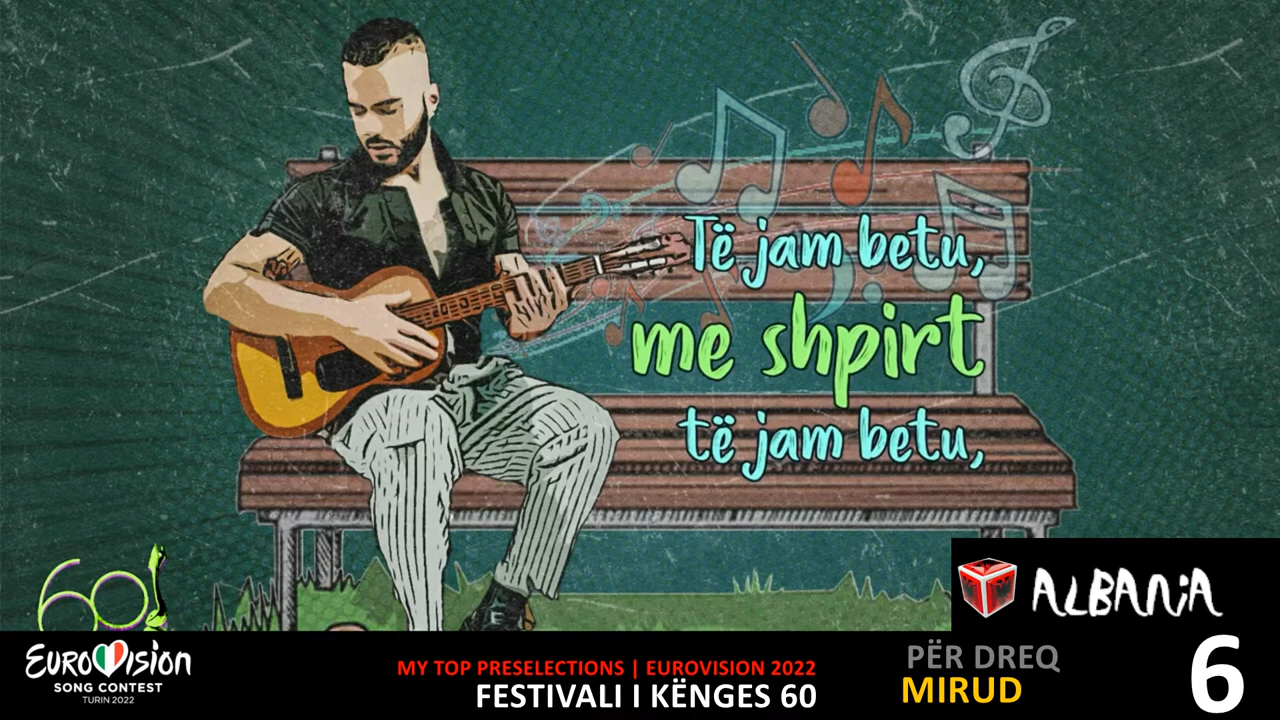 Të jam betu,
me shpirt
të jam betu,
60!
ALBANiA
EUROVISION
SONG CONTEST
TURIN 2022
MY TOP PRESELECTIONS | EUROVISION 2022
FESTIVALI I KËNGES 60
PËR DREQ
MIRUD
6